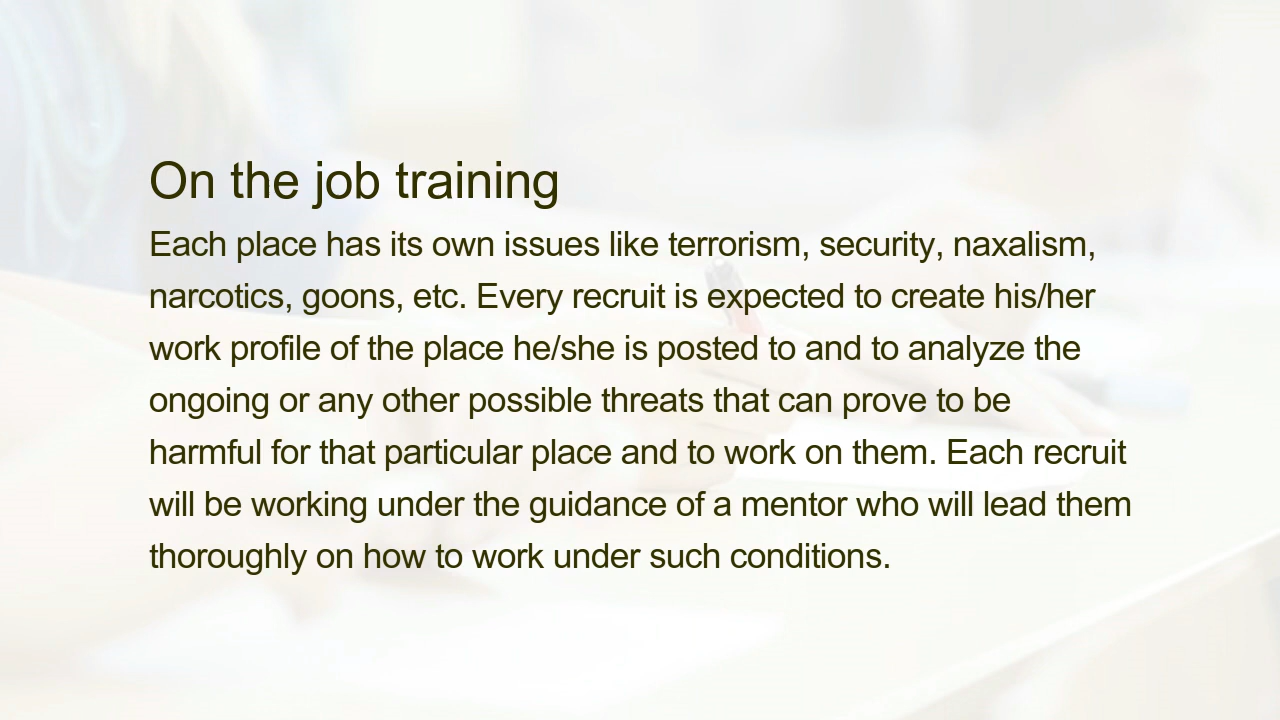 On the job training
Each place has its own issues like terrorism, security, naxalism,
narcotics, goons, etc. Every recruit is expected to create his/her
work profile of the place he/she is posted to and to analyze the
ongoing or any other possible threats that can prove to be
harmful for that particular place and to work on them. Each recruit
will be working under the guidance of a mentor who will lead them
thoroughly on how to work under such conditions.